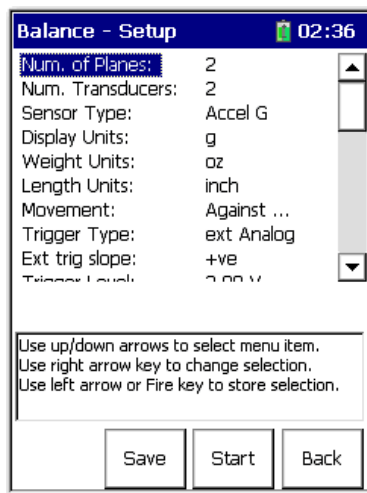 Balance - Setup 02:36
Num. of Planes: 2
Num. Transducers: 2
Sensor Type: Accel G
Display Units: g
Weight Units: oz
Length Units: inch
Movement: Against ...
Trigger Type: ext Analog
Ext trig slope: +ve
Trigger Level:
Use up/down arrows to select menu item.
Use right arrow key to change selection.
Use left arrow or Fire key to store selection.
Save Start Back